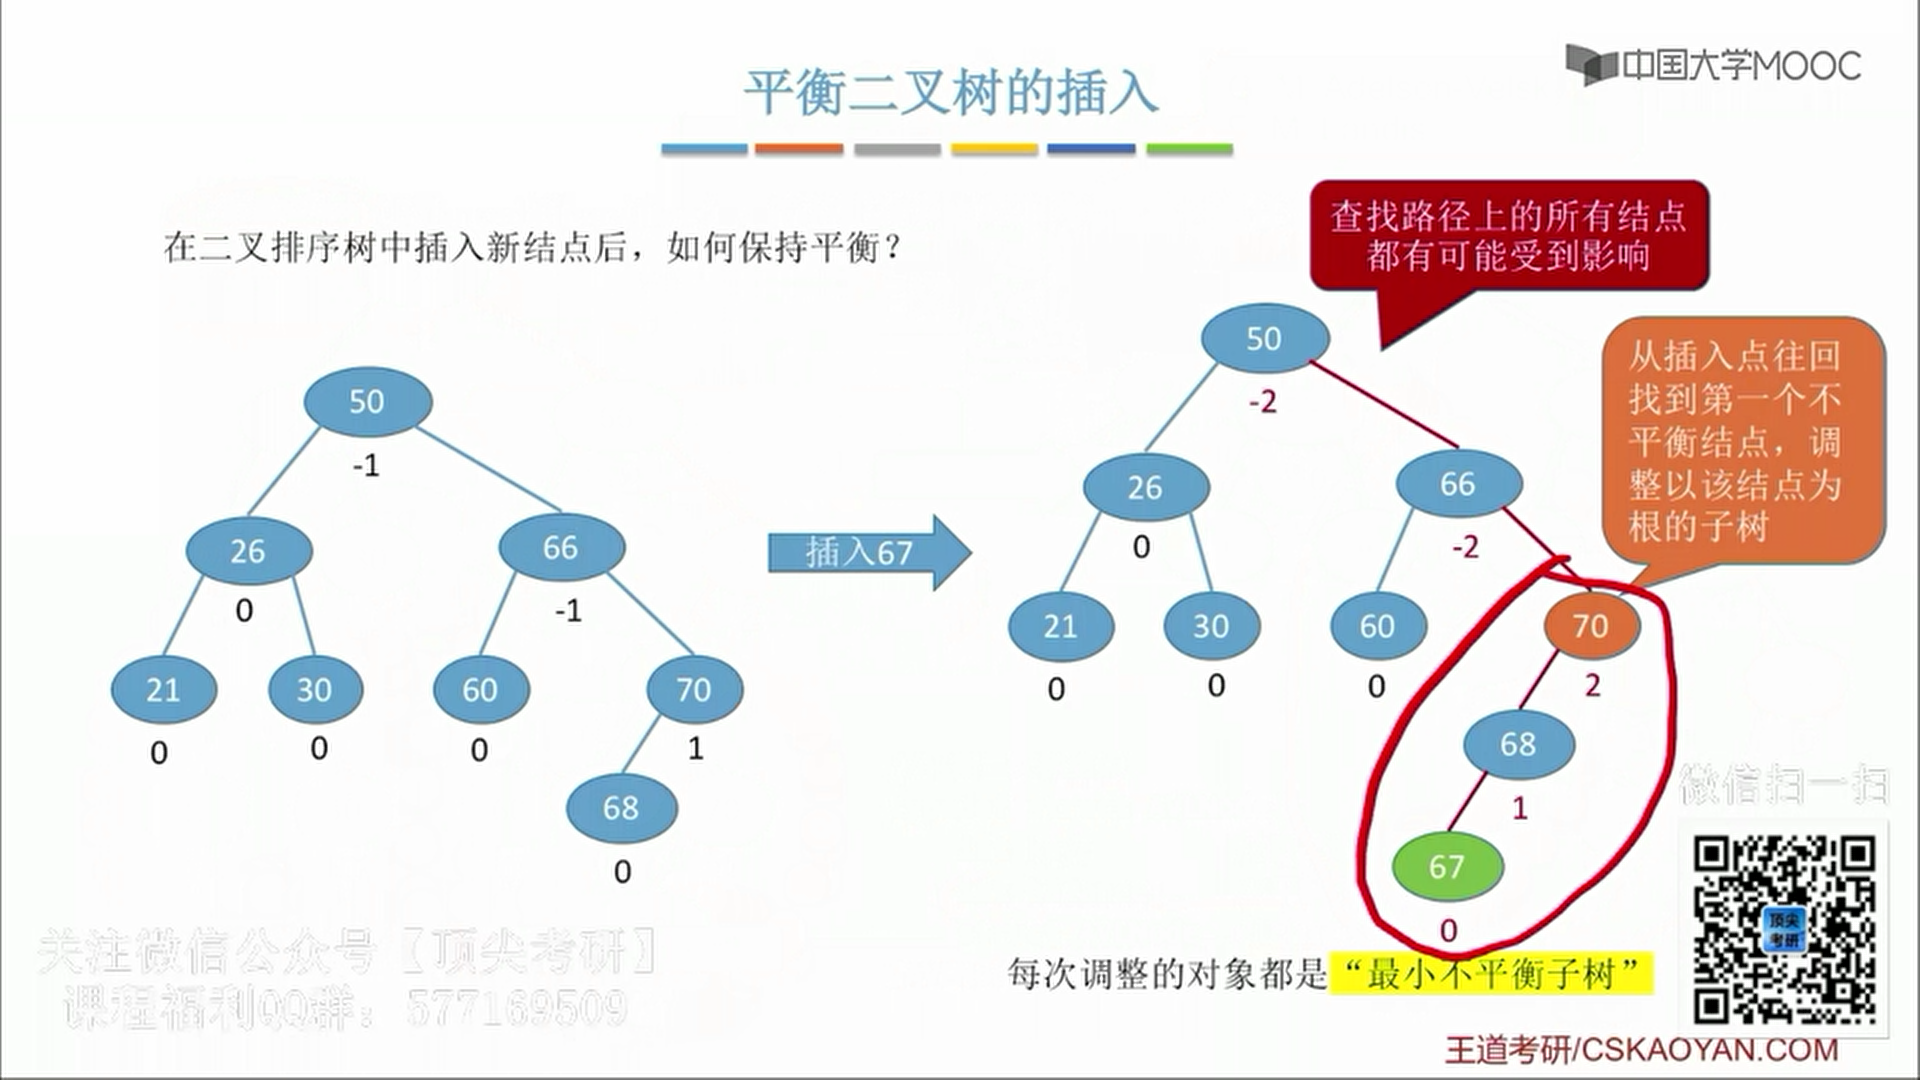 中国大学MOOC
平衡二叉树的插入
查找路径上的所有结点
都有可能受到影响
在二叉排序树中插入新结点后，如何保持平衡？
从插入点往回
找到第一个不
平衡结点，调
整以该结点为
根的子树
50
-1
26
0
66
-1
21
0
30
0
60
0
70
1
68
0
插入67
50
-2
26
0
66
-2
21
0
30
0
60
0
70
2
68
1
67
0
每次调整的对象都是“最小不平衡子树”
微信扫一扫
顶尖
考研
关注微信公众号【顶尖考研】
课程福利QQ群：577169509
王道考研/CSKAOYAN.COM